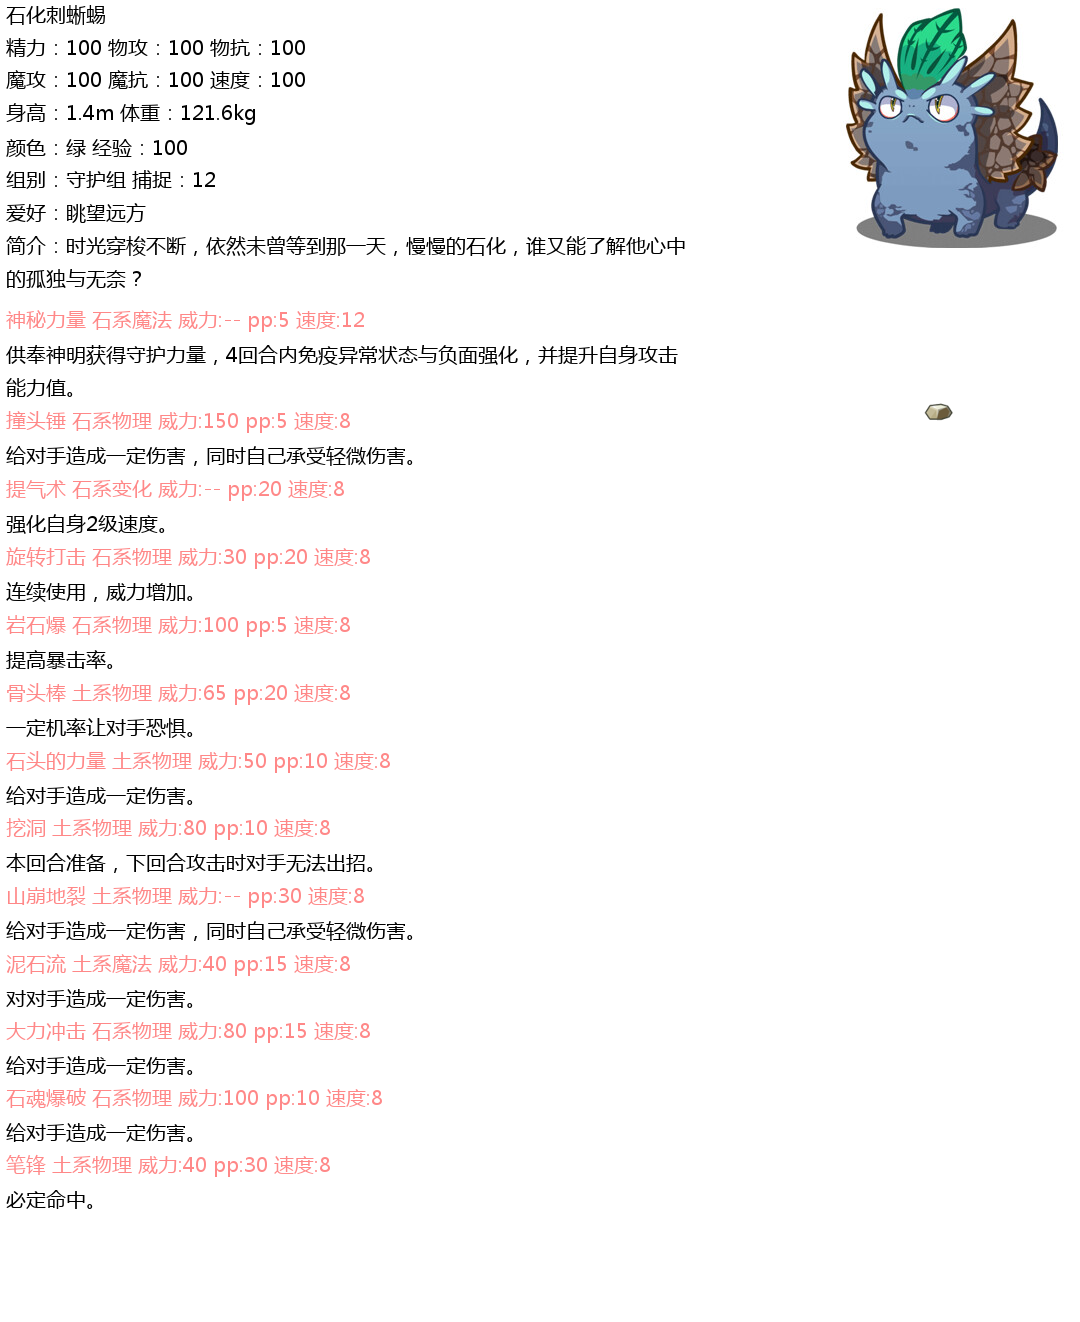 石化刺蜥蜴
精力：100 物攻：100 物抗：100
魔攻：100 魔抗：100 速度：100
身高：1.4m 体重：121.6kg
颜色：绿 经验：100
组别：守护组 捕捉：12
爱好：眺望远方
简介：时光穿梭不断，依然未曾等到那一天，慢慢的石化，谁又能了解他心中
的孤独与无奈？
神秘力量 石系魔法 威力:-- pp:5 速度:12
供奉神明获得守护力量，4回合内免疫异常状态与负面强化，并提升自身攻击
能力值。
撞头锤 石系物理 威力:150 pp:5 速度:8
给对手造成一定伤害，同时自己承受轻微伤害。
提气术 石系变化 威力:-- pp:20 速度:8
强化自身2级速度。
旋转打击 石系物理 威力:30 pp:20 速度:8
连续使用，威力增加。
岩石爆 石系物理 威力:100 pp:5 速度:8
提高暴击率。
骨头棒 土系物理 威力:65 pp:20 速度:8
一定机率让对手恐惧。
石头的力量 土系物理 威力:50 pp:10 速度:8
给对手造成一定伤害。
挖洞 土系物理 威力:80 pp:10 速度:8
本回合准备，下回合攻击时对手无法出招。
山崩地裂 土系物理 威力:-- pp:30 速度:8
给对手造成一定伤害，同时自己承受轻微伤害。
泥石流 土系魔法 威力:40 pp:15 速度:8
对对手造成一定伤害。
大力冲击 石系物理 威力:80 pp:15 速度:8
给对手造成一定伤害。
石魂爆破 石系物理 威力:100 pp:10 速度:8
给对手造成一定伤害。
笔锋 土系物理 威力:40 pp:30 速度:8
必定命中。